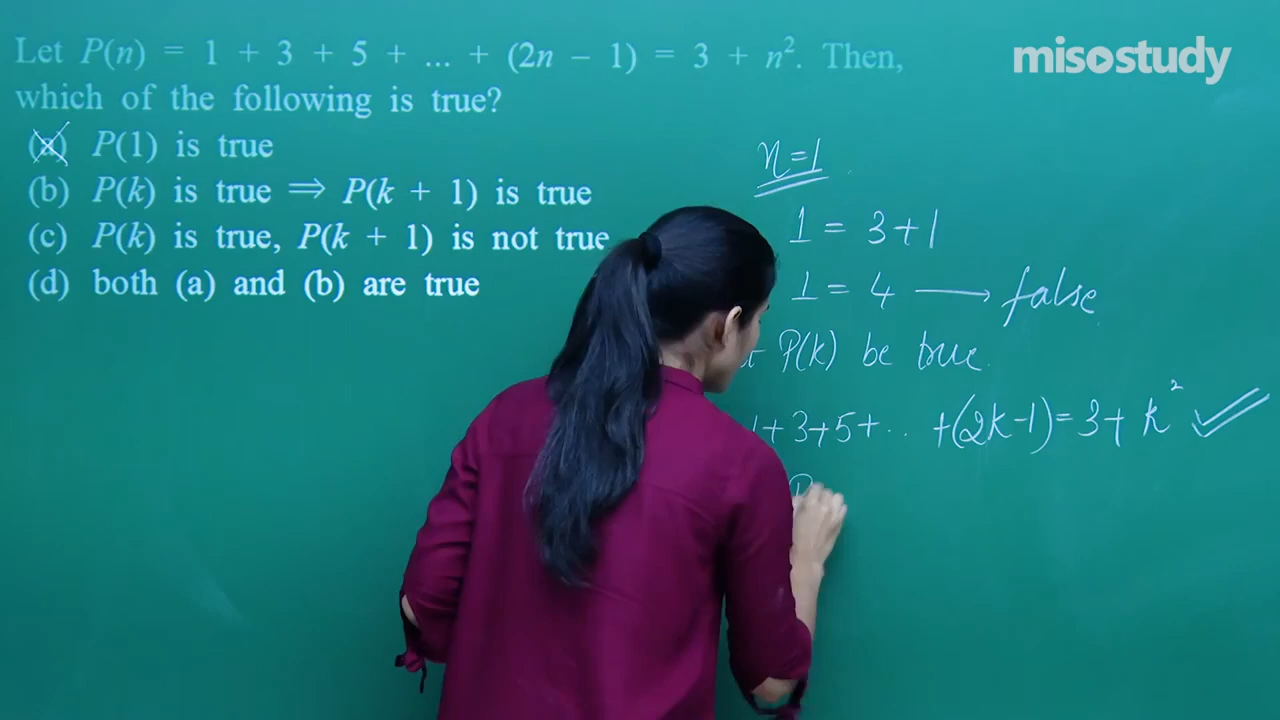 Let P(n) = 1 + 3 + 5 + ... + (2n − 1) = 3 + n². Then,
which of the following is true?
(a) P(1) is true
(b) P(k) is true ⟹ P(k + 1) is true
(c) P(k) is true, P(k + 1) is not true
(d) both (a) and (b) are true
misostudy
n=1
1 = 3+1
1 = 4 ⟶ false
P(k) be true.
1+3+5+... +(2k-1)=3+k²
P